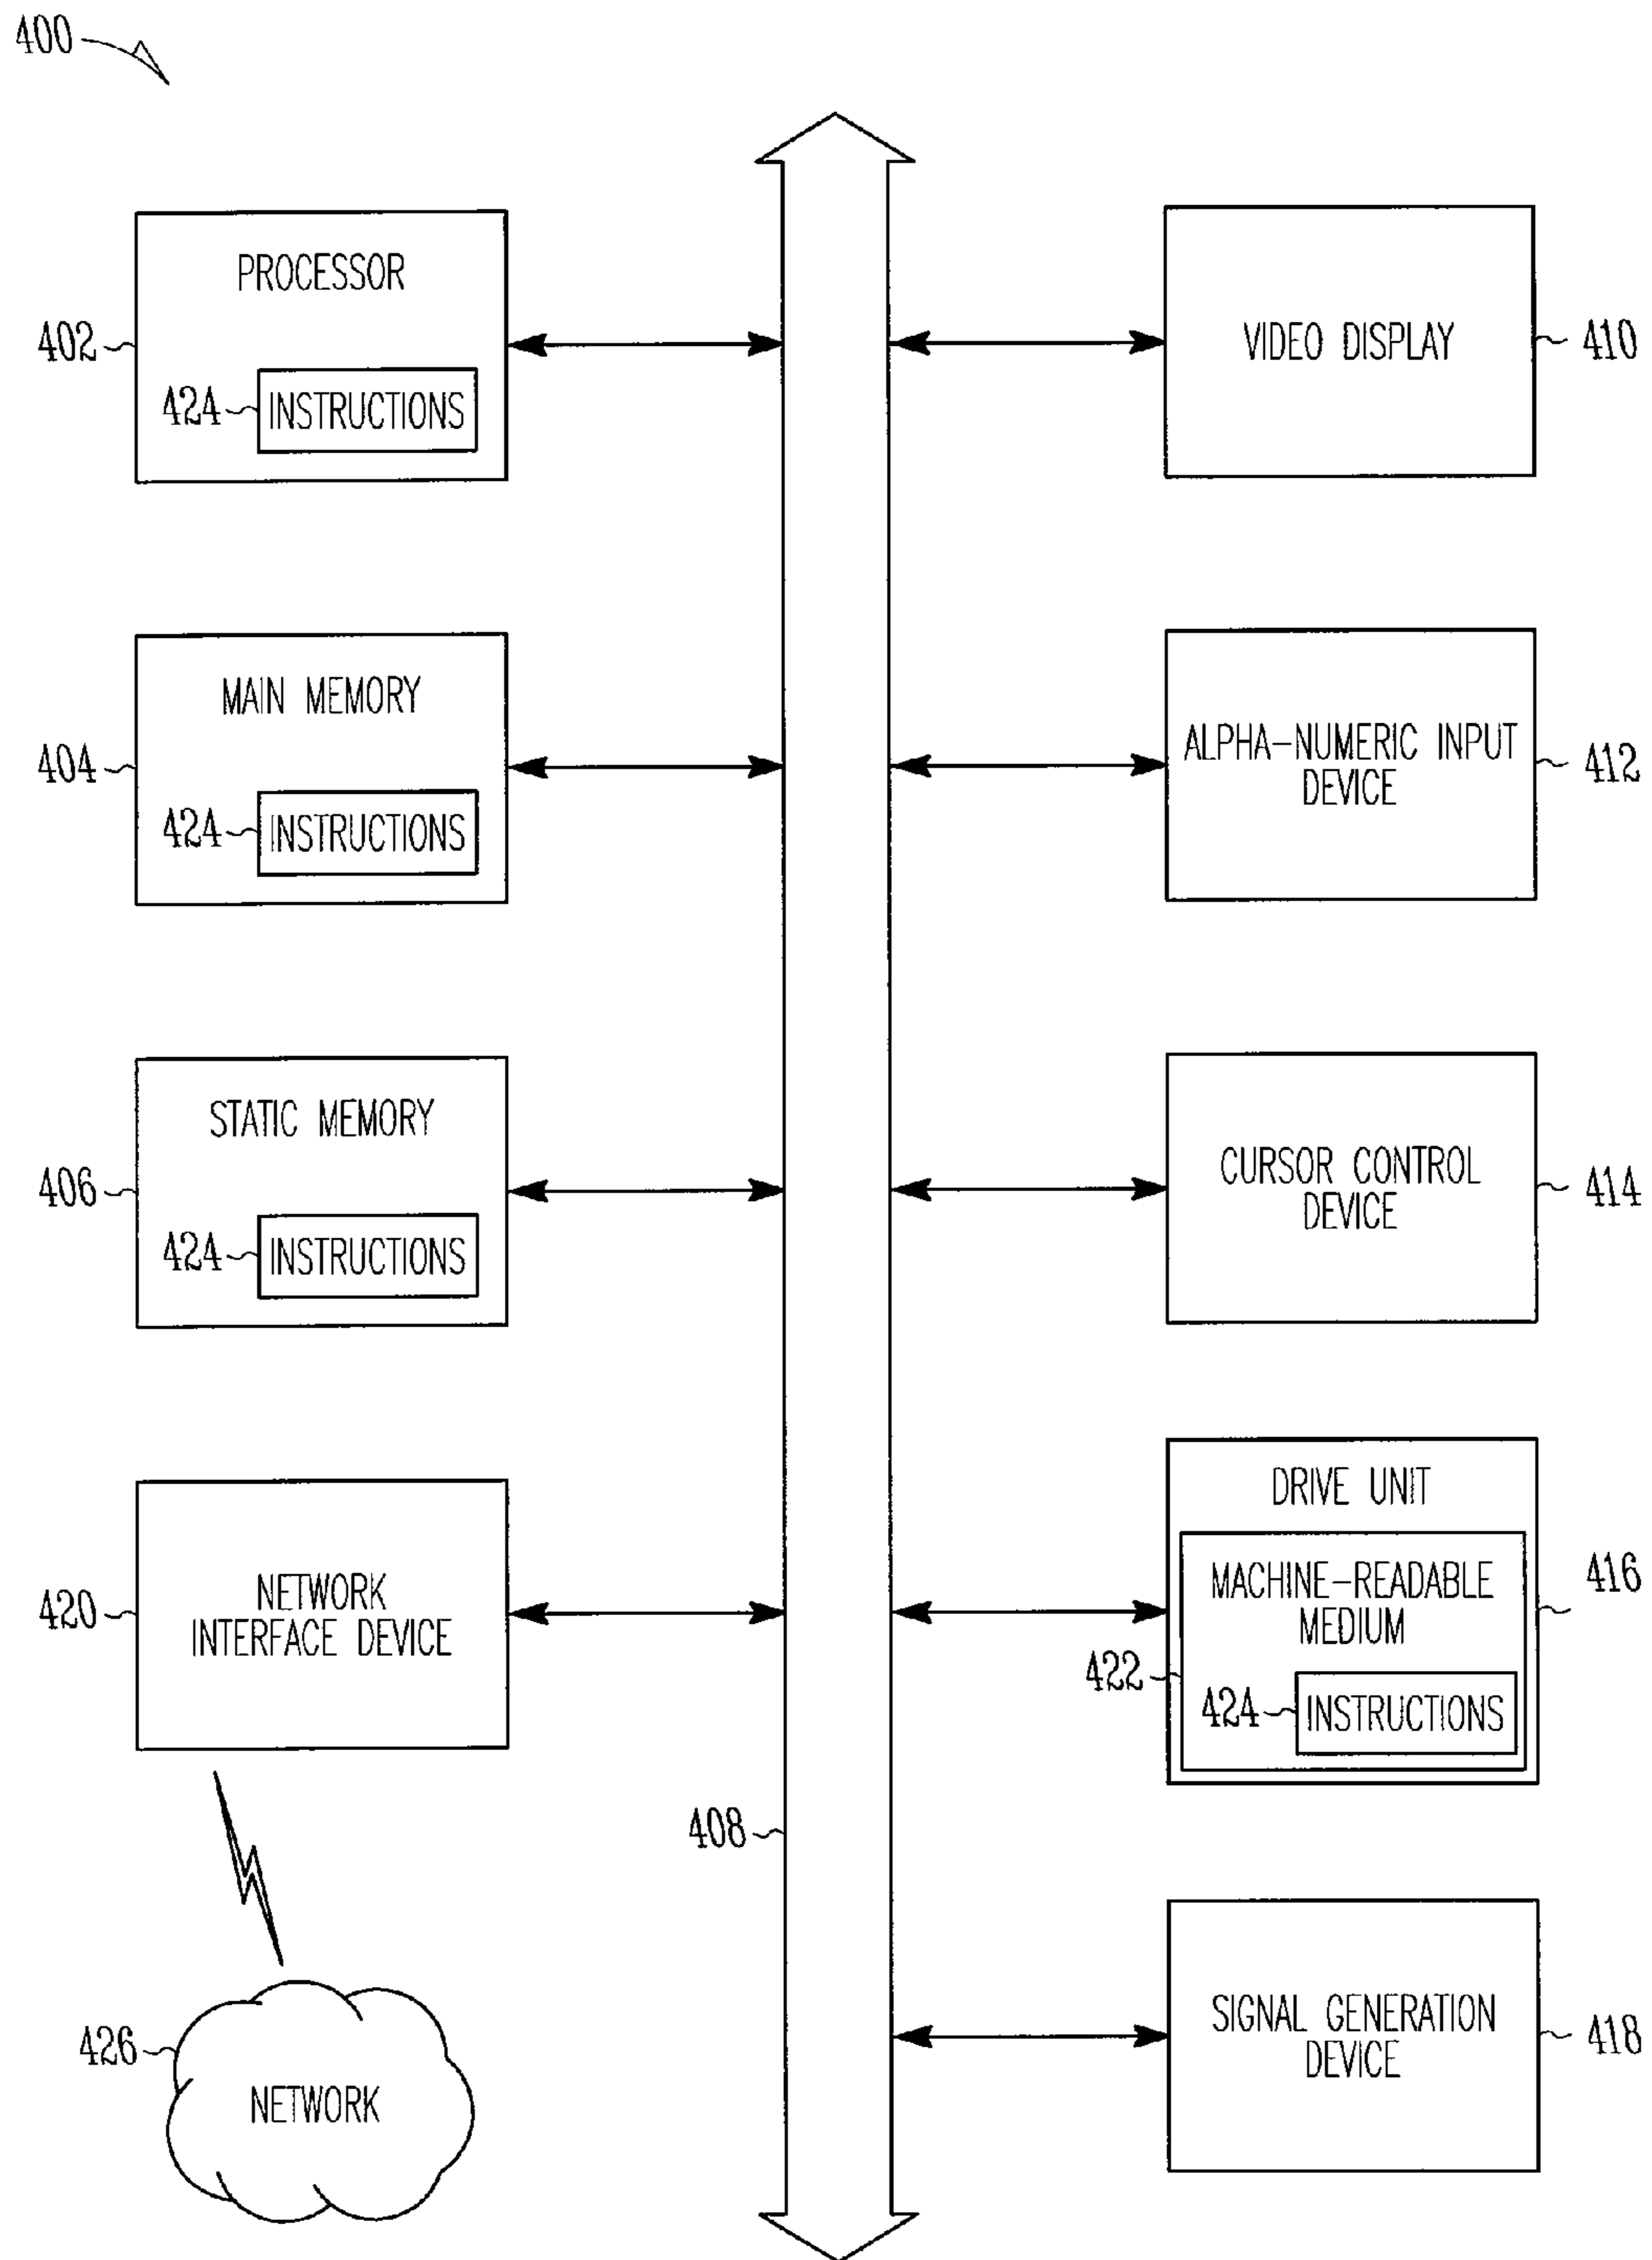 400
PROCESSOR
402
424
INSTRUCTIONS
MAIN MEMORY
404
424
INSTRUCTIONS
STATIC MEMORY
406
424
INSTRUCTIONS
420
NETWORK
INTERFACE DEVICE
426
NETWORK
408
VIDEO DISPLAY
410
ALPHA-NUMERIC INPUT
DEVICE
412
CURSOR CONTROL
DEVICE
414
DRIVE UNIT
416
MACHINE-READABLE
MEDIUM
422
424
INSTRUCTIONS
SIGNAL GENERATION
DEVICE
418